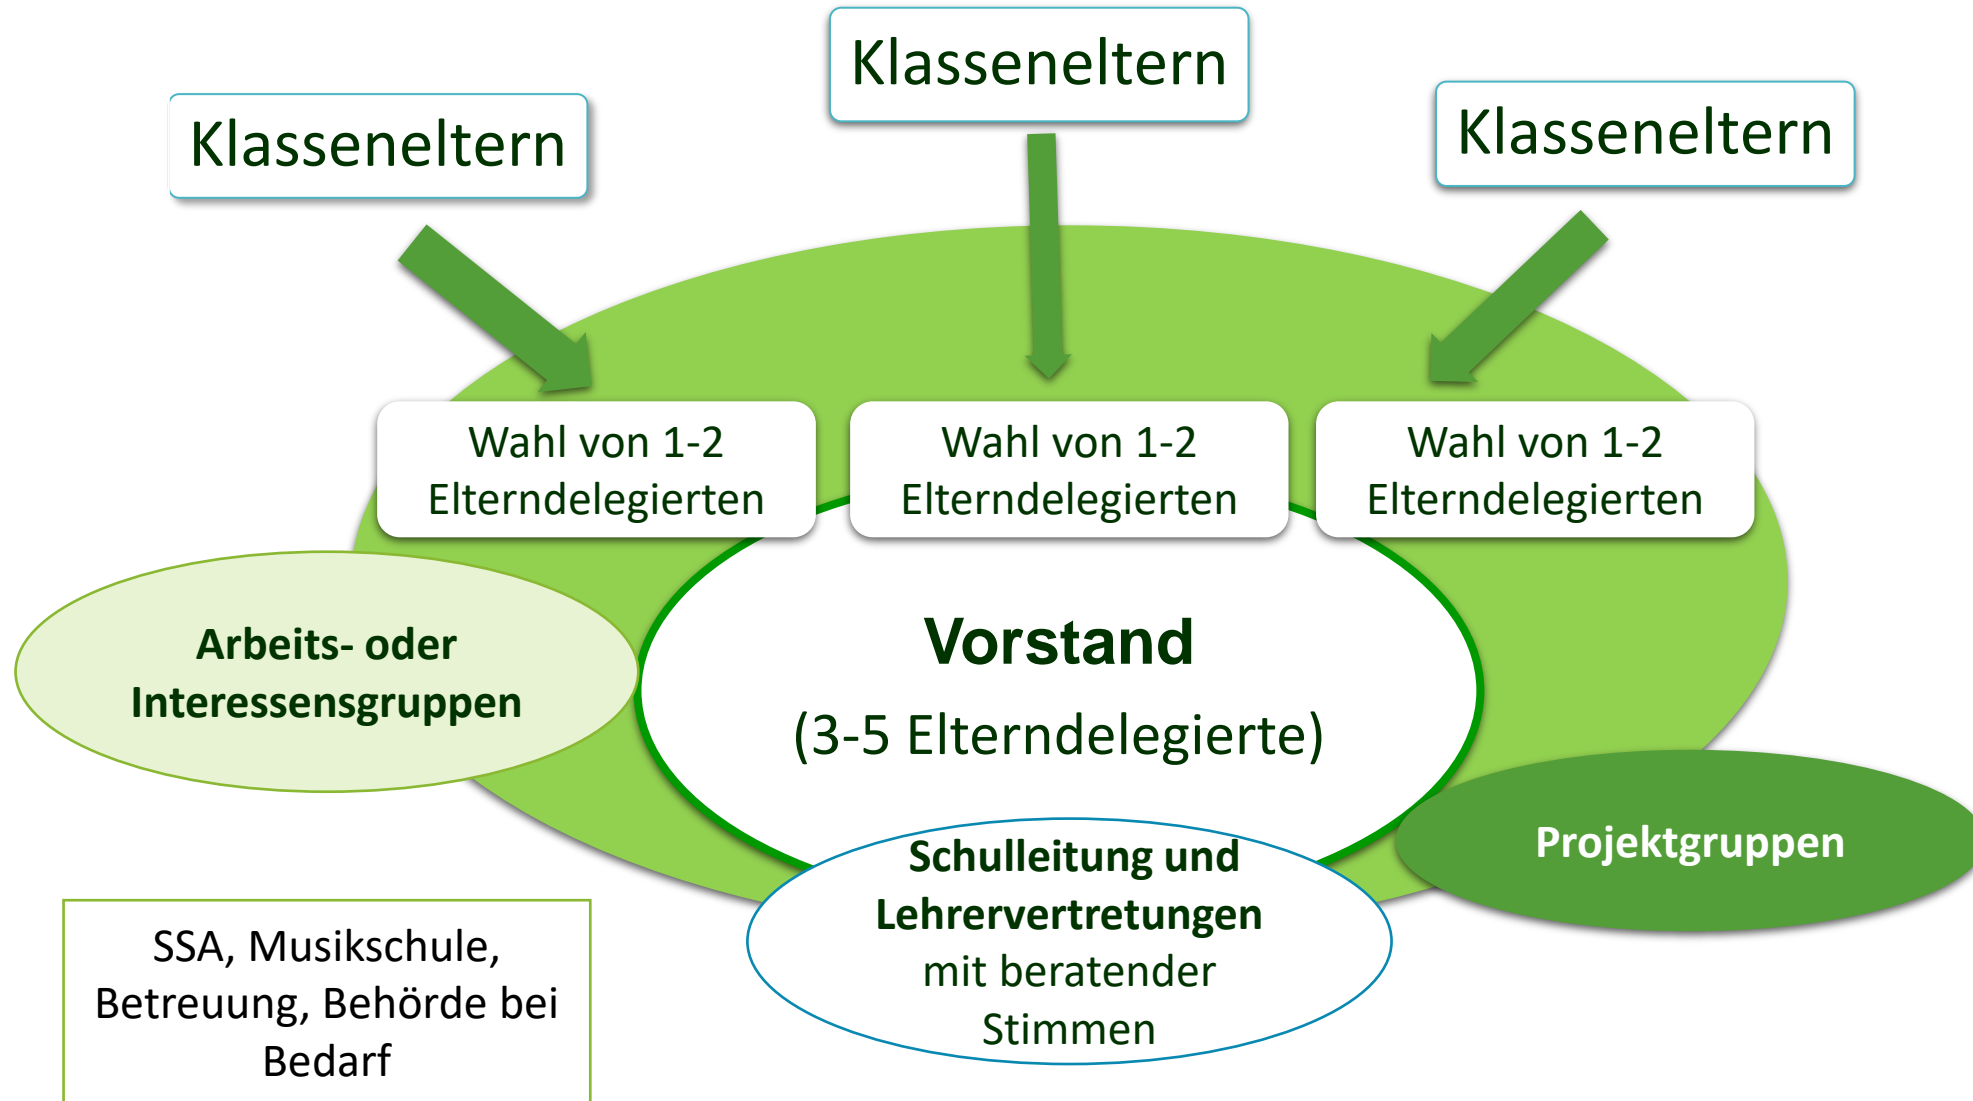 Klasseneltern
Klasseneltern
Klasseneltern
Wahl von 1-2
Elterndelegierten
Wahl von 1-2
Elterndelegierten
Wahl von 1-2
Elterndelegierten
Arbeits- oder
Interessensgruppen
Vorstand
(3-5 Elterndelegierte)
Projektgruppen
Schulleitung und
Lehrervertretungen
mit beratender
Stimmen
SSA, Musikschule,
Betreuung, Behörde bei
Bedarf